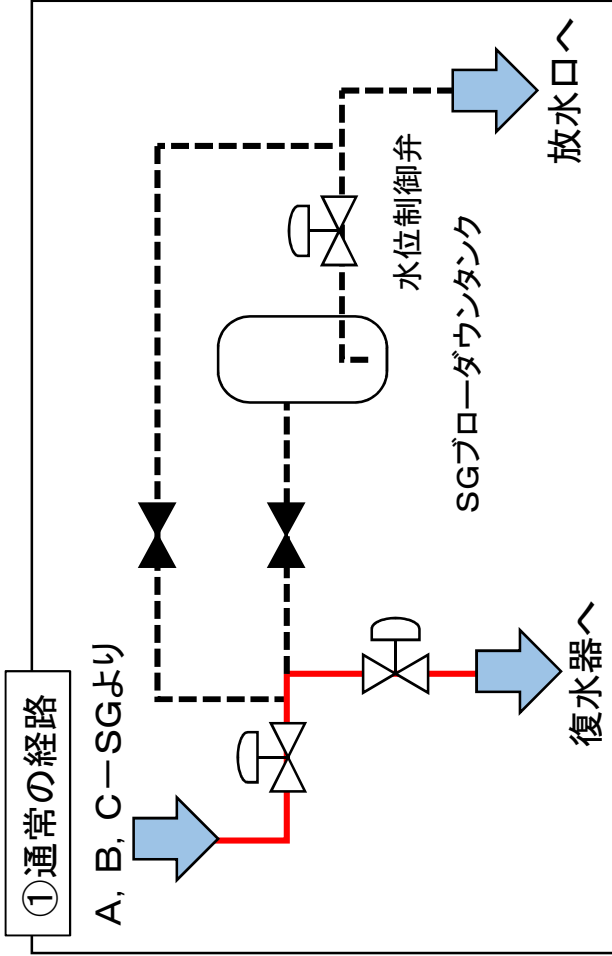 ①通常の経路
A, B, C－SGより
水位制御弁
SGブローダウンタンク
復水器へ
放水口へ